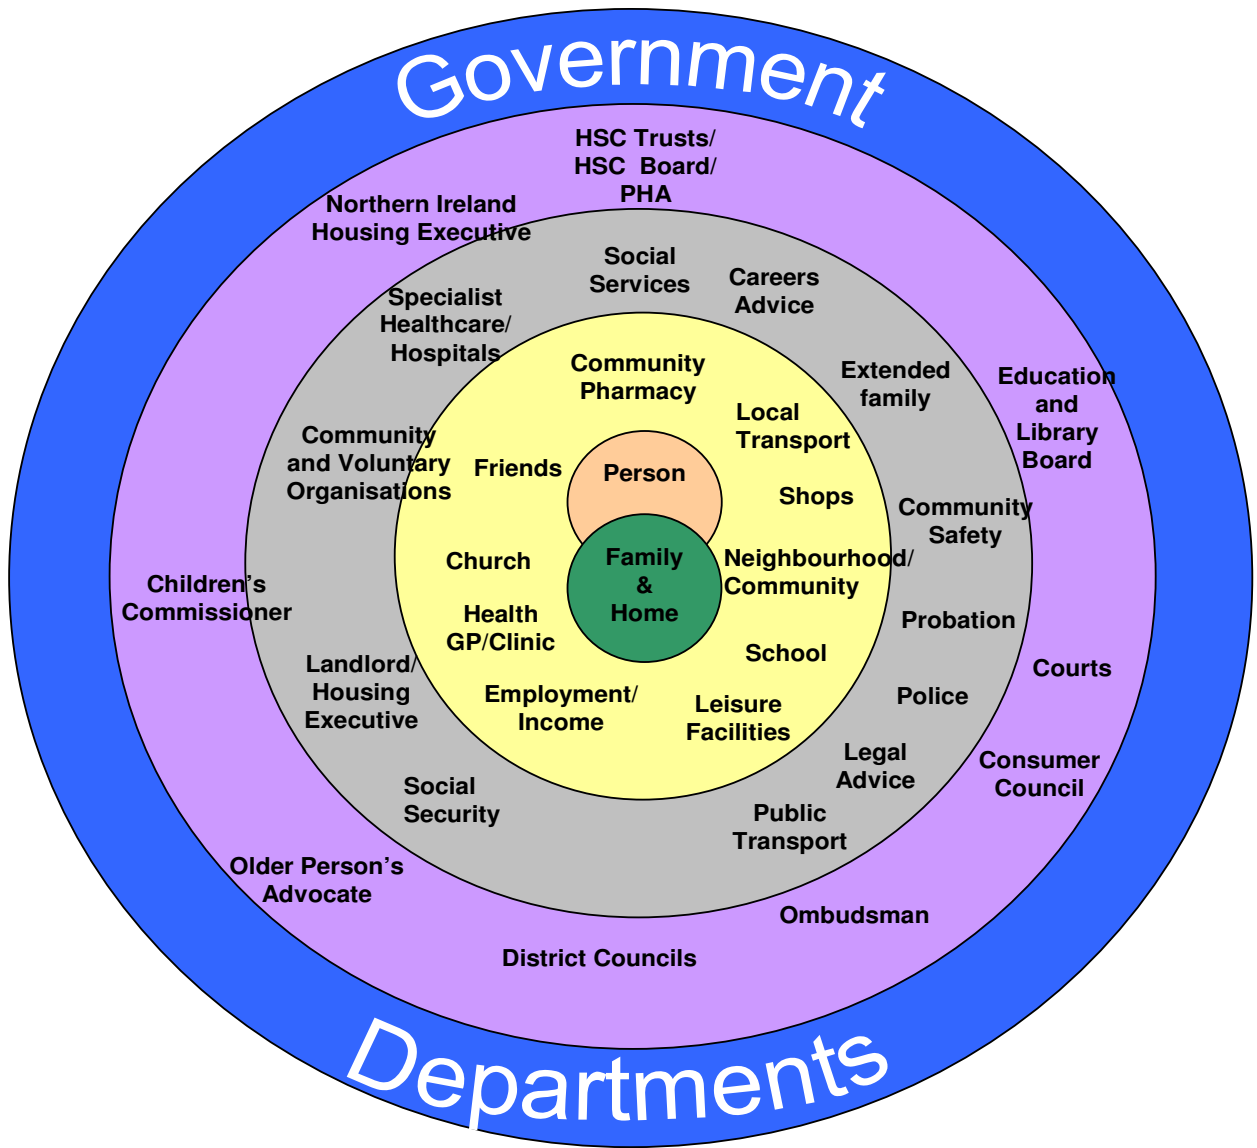 Government
HSC Trusts/
HSC Board/
PHA
Northern Ireland
Housing Executive
Social
Services
Careers
Advice
Specialist
Healthcare/
Hospitals
Community
Pharmacy
Extended
family
Education
and
Library
Board
Local
Transport
Community
and Voluntary
Organisations
Friends
Person
Shops
Community
Safety
Church
Family
&
Home
Neighbourhood/
Community
Children’s
Commissioner
Health
GP/Clinic
Probation
School
Landlord/
Housing
Executive
Courts
Employment/
Income
Leisure
Facilities
Police
Legal
Advice
Consumer
Council
Social
Security
Public
Transport
Older Person’s
Advocate
Ombudsman
District Councils
Departments